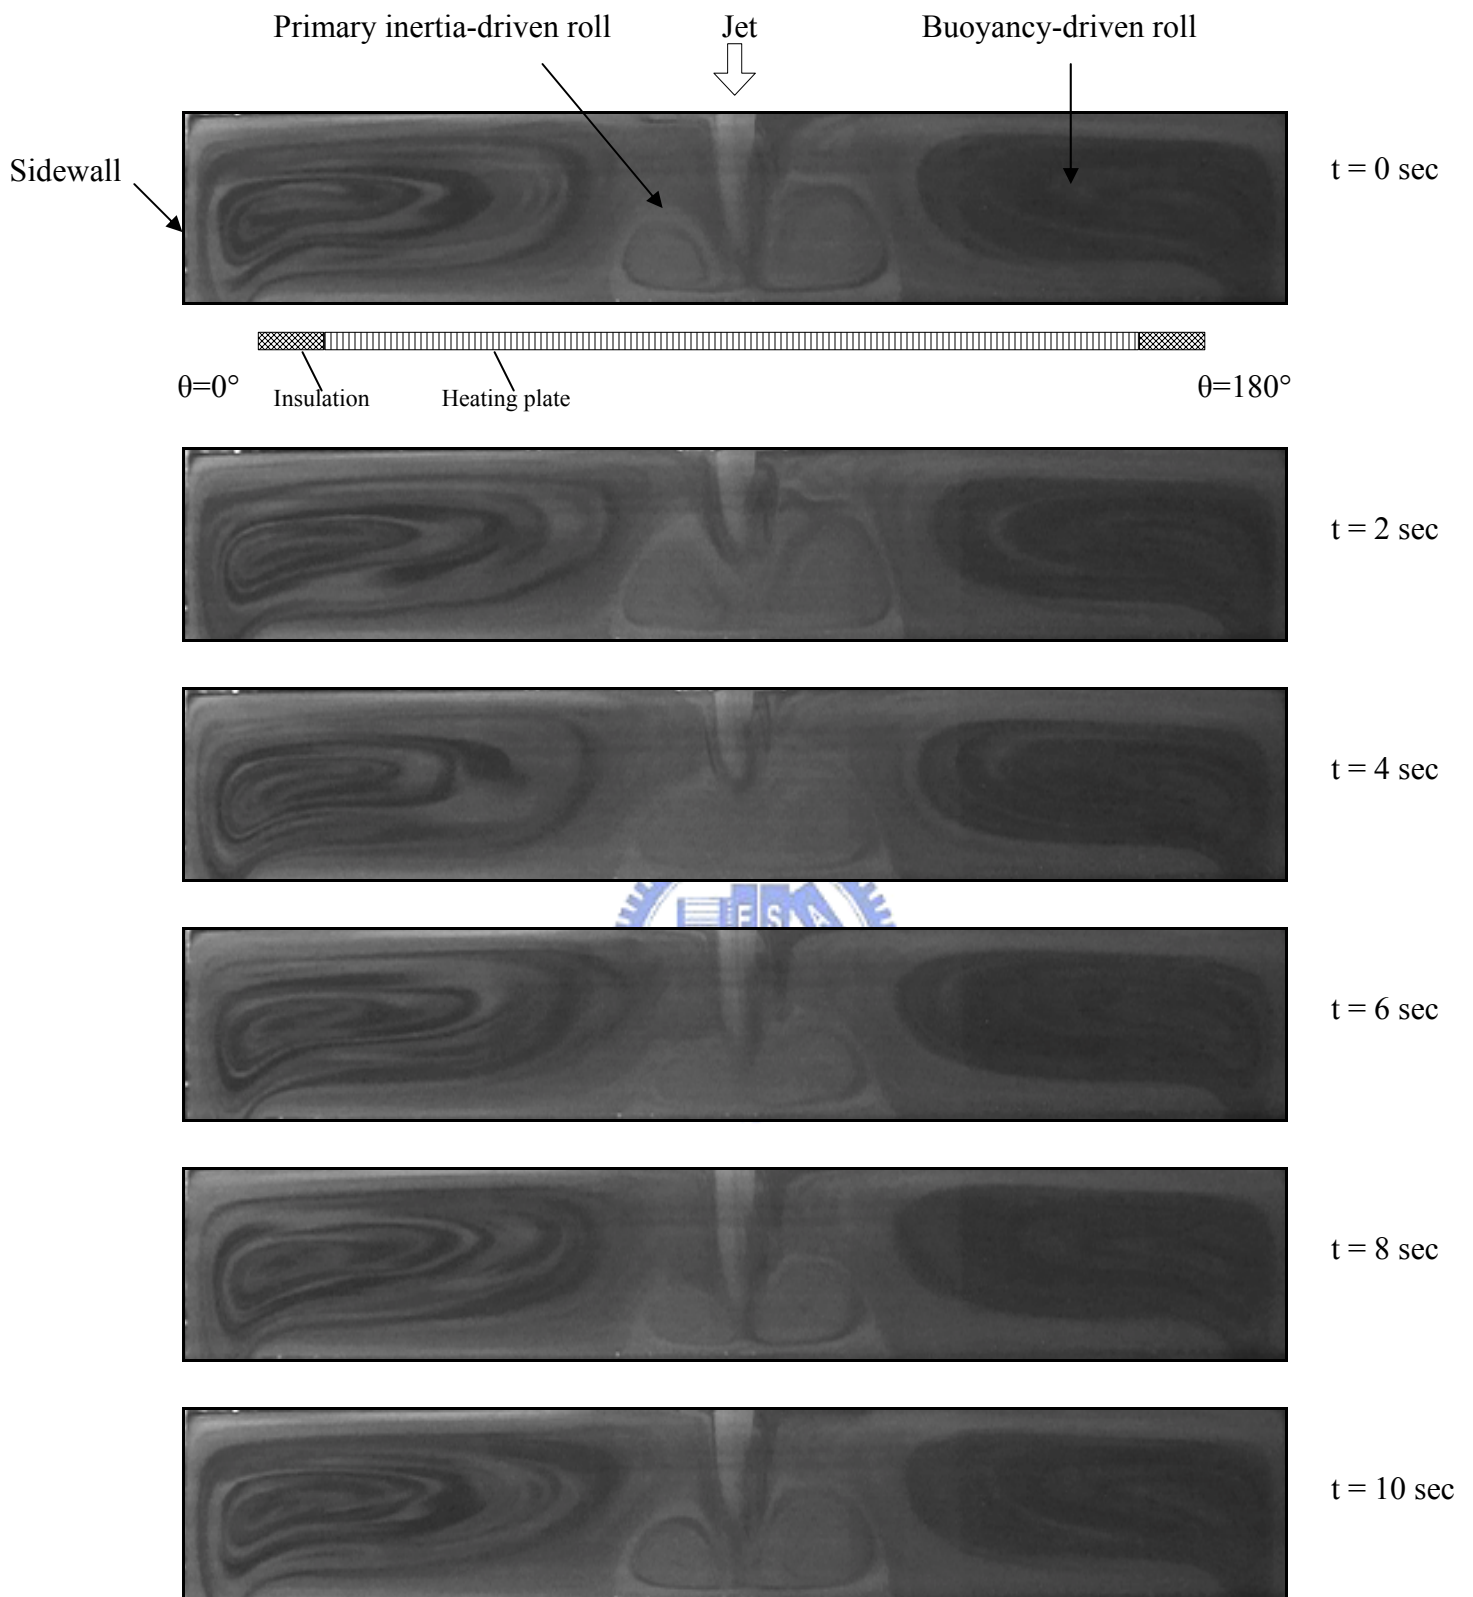 Primary inertia-driven roll
Jet
Buoyancy-driven roll
Sidewall
t = 0 sec
θ=0°
Insulation
Heating plate
θ=180°
t = 2 sec
t = 4 sec
E S A
t = 6 sec
t = 8 sec
t = 10 sec